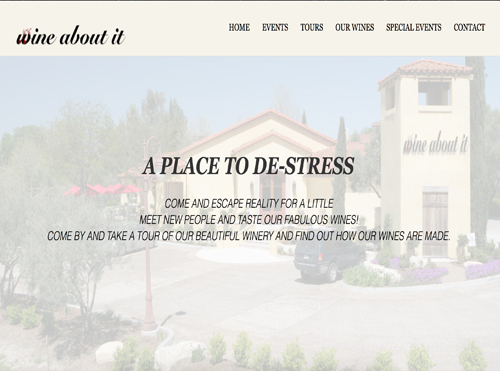 wine about it
HOME EVENTS TOURS OUR WINES SPECIAL EVENTS CONTACT
wine about it
A PLACE TO DE-STRESS
COME AND ESCAPE REALITY FOR A LITTLE
MEET NEW PEOPLE AND TASTE OUR FABULOUS WINES!
COME BY AND TAKE A TOUR OF OUR BEAUTIFUL WINERY AND FIND OUT HOW OUR WINES ARE MADE.